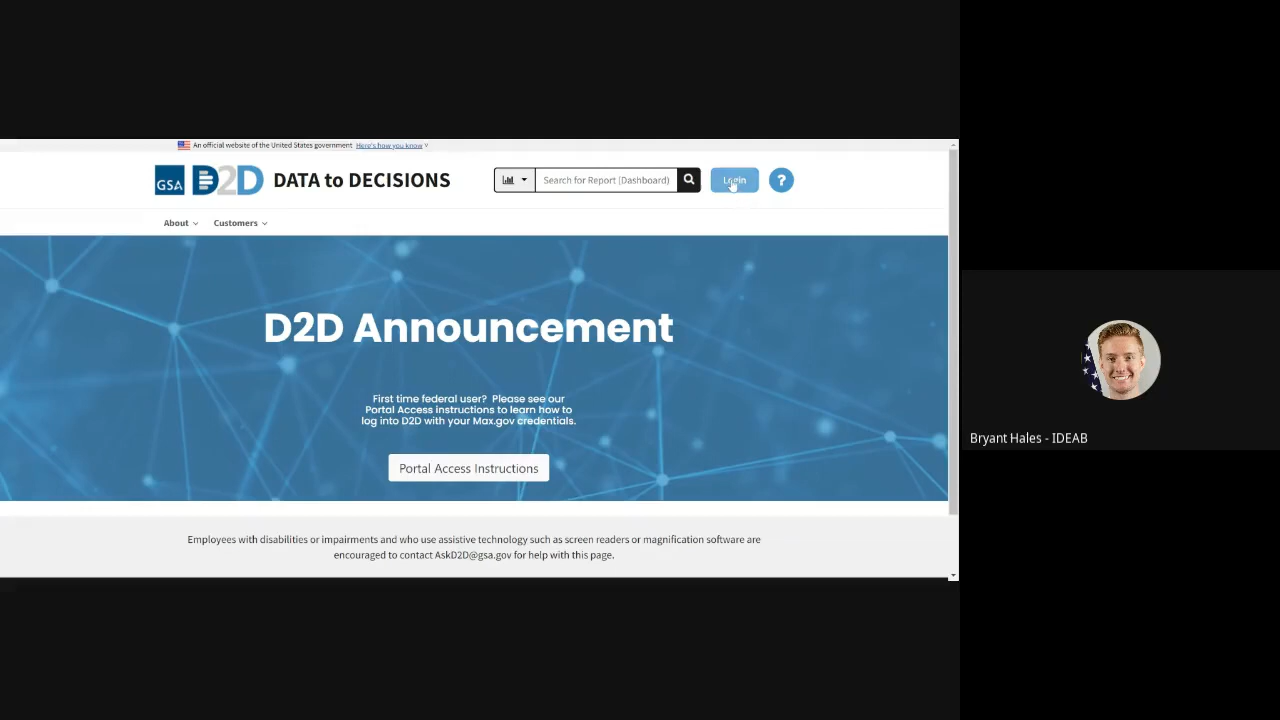 An official website of the United States government Here's how you know
GSA D2D DATA to DECISIONS
Search for Report (Dashboard)
Login
?
About
Customers
D2D Announcement
First time federal user? Please see our
Portal Access instructions to learn how to
log into D2D with your Max.gov credentials.
Portal Access Instructions
Employees with disabilities or impairments and who use assistive technology such as screen readers or magnification software are
encouraged to contact AskD2D@gsa.gov for help with this page.
Bryant Hales - IDEAB